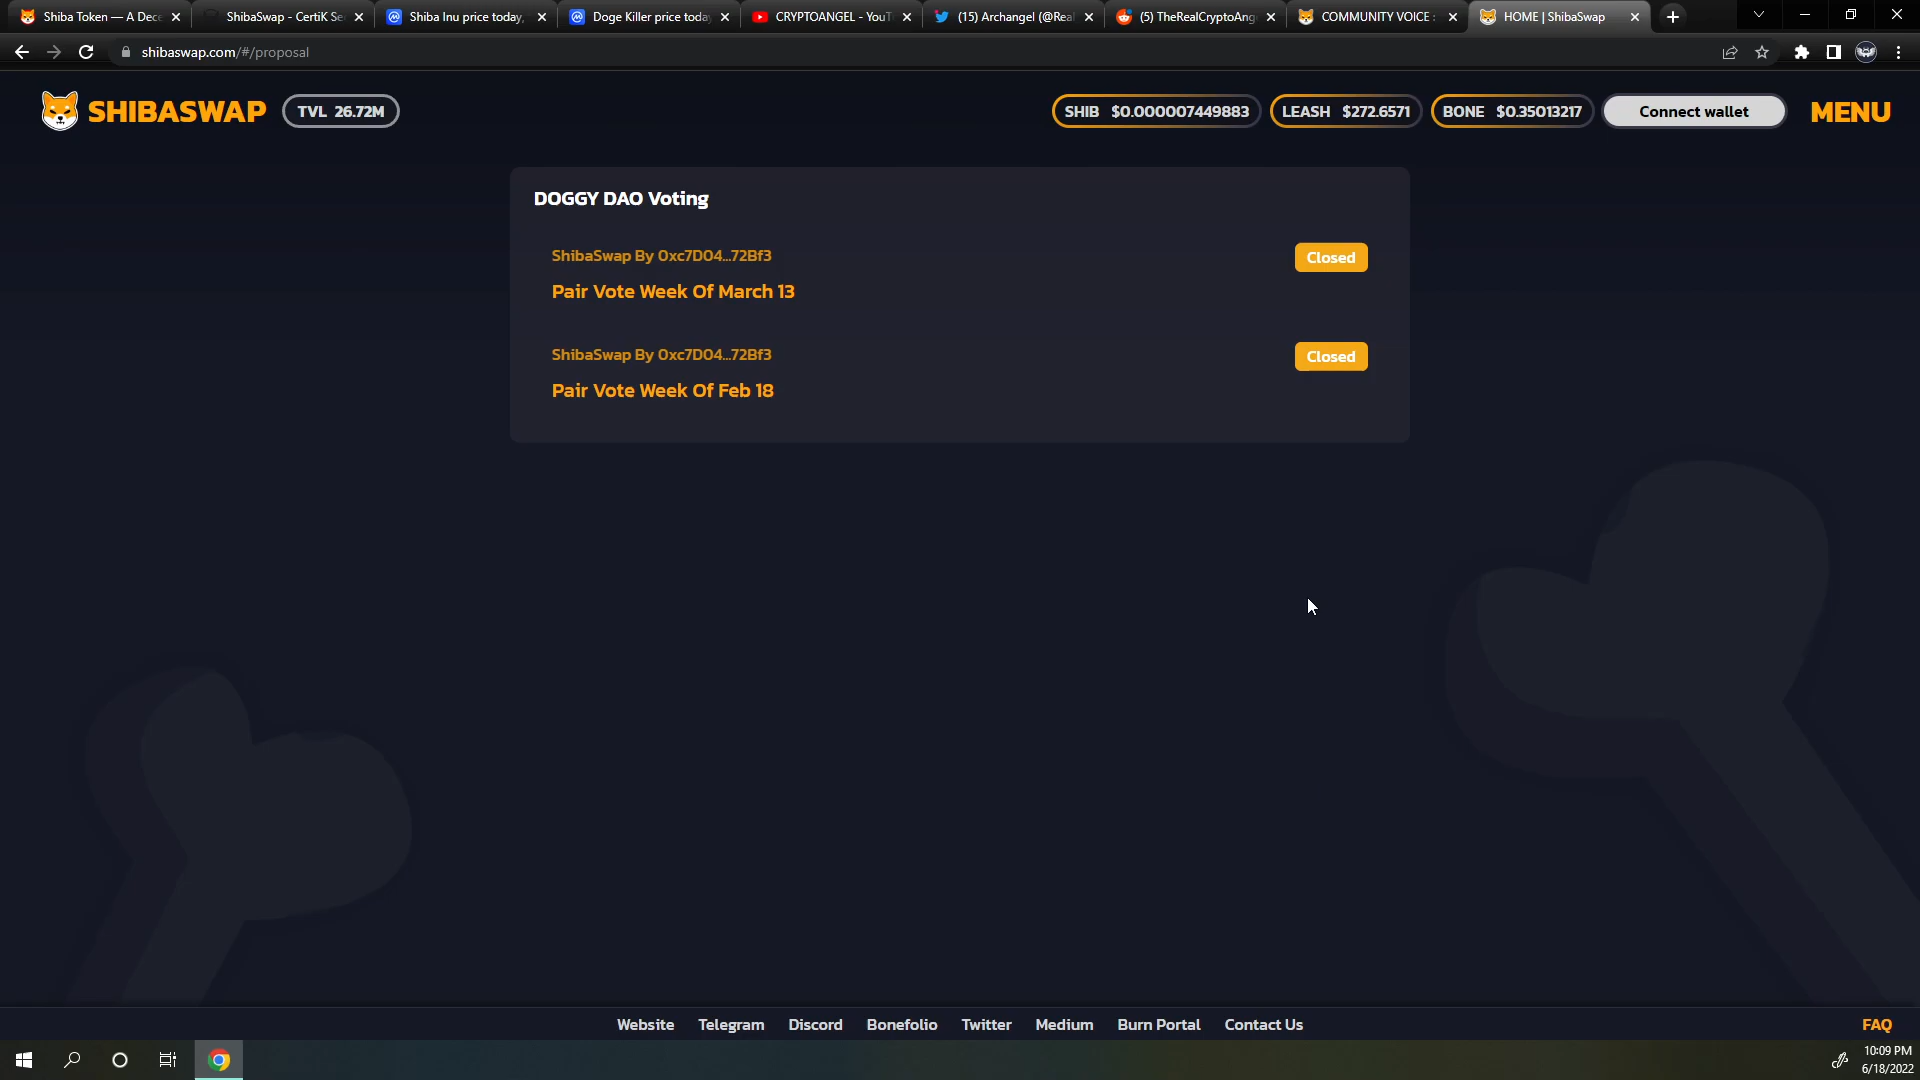 Shiba Token — A Dece
ShibaSwap - CertiK Se
Shiba Inu price today,
Doge Killer price toda
CRYPTOANGEL - YouT
(15) Archangel (@Real
(5) TheRealCryptoAng
COMMUNITY VOICE :
HOME | ShibaSwap
shibaswap.com/#/proposal
SHIBASWAP
TVL 26.72M
SHIB $0.000007449883
LEASH $272.6571
BONE $0.35013217
Connect wallet
MENU
DOGGY DAO Voting
ShibaSwap By 0xc7D04...72Bf3
Closed
Pair Vote Week Of March 13
ShibaSwap By 0xc7D04...72Bf3
Closed
Pair Vote Week Of Feb 18
Website
Telegram
Discord
Bonefolio
Twitter
Medium
Burn Portal
Contact Us
FAQ
10:09 PM
6/18/2022